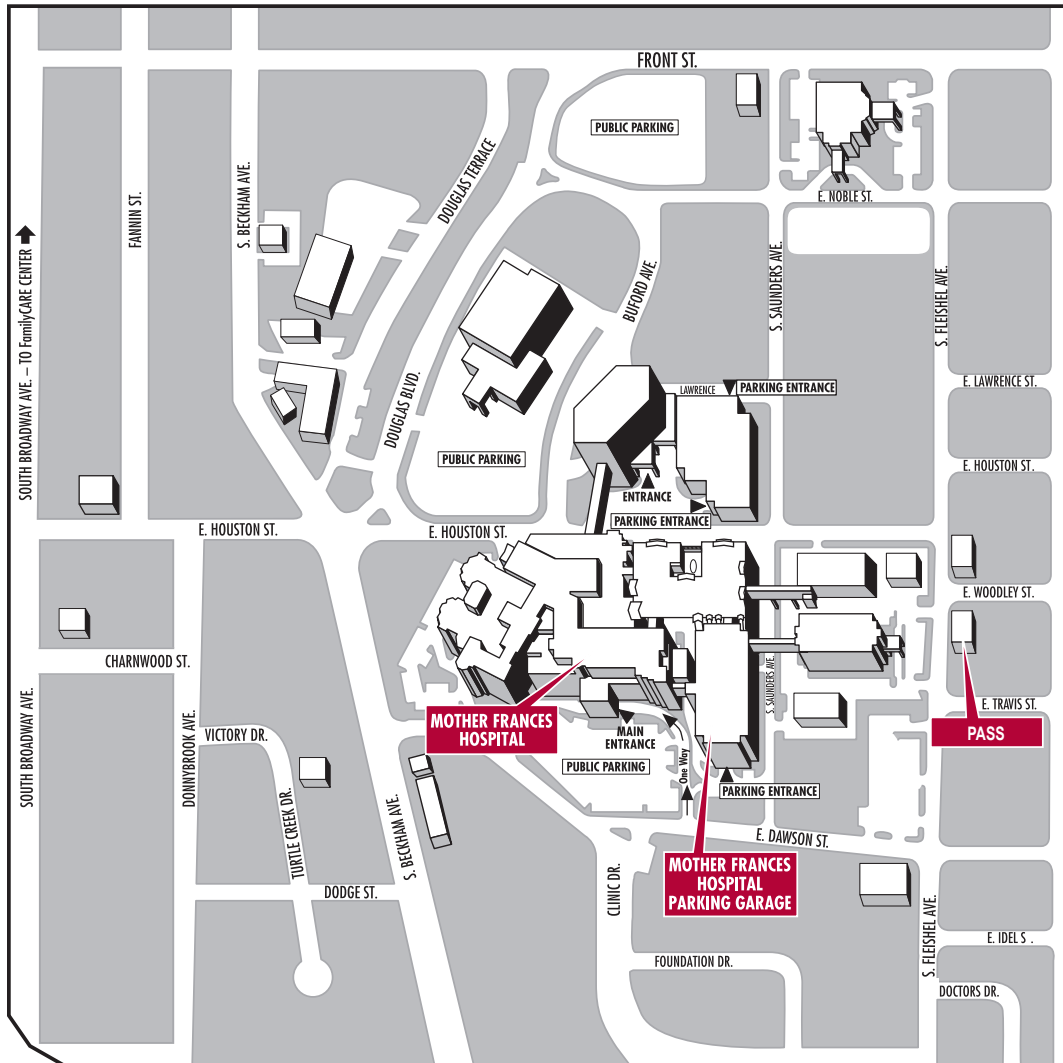 FRONT ST.
PUBLIC PARKING
DOUGLAS TERRACE
E. NOBLE ST.
FANNIN ST.
S. BECKHAM AVE.
SOUTH BROADWAY AVE. – TO FamilyCARE CENTER
BUFORD AVE.
S. SAUNDERS AVE.
S. FLEISHEL AVE.
DOUGLAS BLVD.
LAWRENCE
PARKING ENTRANCE
E. LAWRENCE ST.
PUBLIC PARKING
E. HOUSTON ST.
ENTRANCE
PARKING ENTRANCE
E. HOUSTON ST.
E. HOUSTON ST.
E. WOODLEY ST.
CHARNWOOD ST.
S. SAUNDERS AVE.
E. TRAVIS ST.
MOTHER FRANCES
HOSPITAL
MAIN
ENTRANCE
PASS
SOUTH BROADWAY AVE.
DONNYBROOK AVE.
VICTORY DR.
PUBLIC PARKING
One Way
PARKING ENTRANCE
TURTLE CREEK DR.
S. BECKHAM AVE.
E. DAWSON ST.
MOTHER FRANCES
HOSPITAL
PARKING GARAGE
DODGE ST.
CLINIC DR.
S. FLEISHEL AVE.
E. IDEL S .
FOUNDATION DR.
DOCTORS DR.